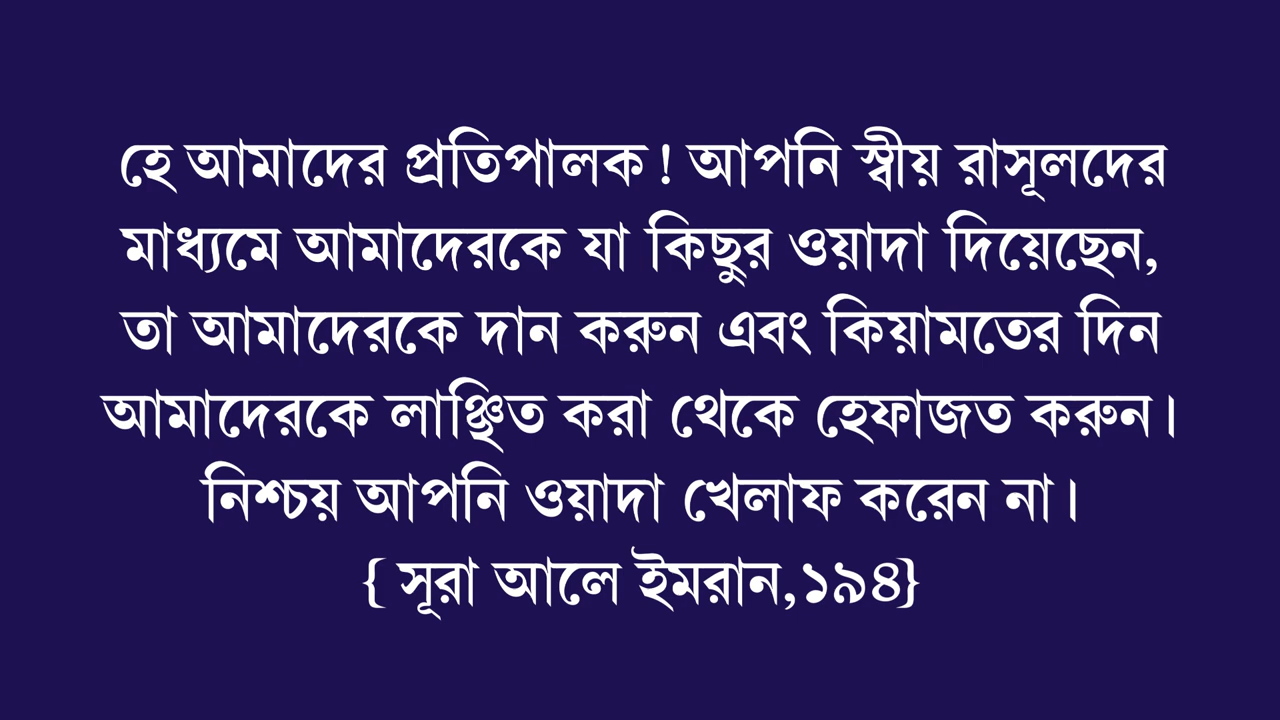 হে আমাদের প্রতিপালক! আপনি স্বীয় রাসূলদের
মাধ্যমে আমাদেরকে যা কিছুর ওয়াদা দিয়েছেন,
তা আমাদেরকে দান করুন এবং কিয়ামতের দিন
আমাদেরকে লাঞ্ছিত করা থেকে হেফাজত করুন।
নিশ্চয় আপনি ওয়াদা খেলাফ করেন না।
{ সূরা আলে ইমরান,১৯৪}